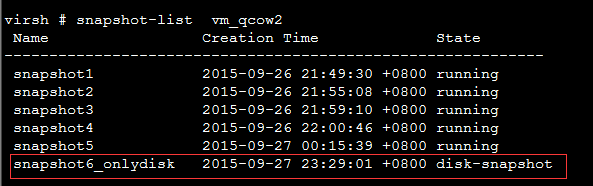 virsh # snapshot-list  vm_qcow2
 Name                 Creation Time             State
------------------------------------------------------------
 snapshot1            2015-09-26 21:49:30 +0800 running
 snapshot2            2015-09-26 21:55:08 +0800 running
 snapshot3            2015-09-26 21:59:10 +0800 running
 snapshot4            2015-09-26 22:00:46 +0800 running
 snapshot5            2015-09-27 00:15:39 +0800 running
 snapshot6_onlydisk   2015-09-27 23:29:01 +0800 disk-snapshot